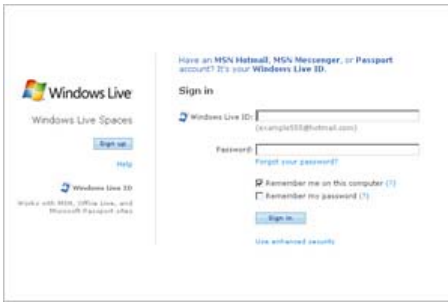 Have an MSN Hotmail, MSN Messenger, or Passport
account? It's your Windows Live ID.
Windows Live
Windows Live Spaces
Sign up
Help
Windows Live ID
Works with MSN, Office Live, and
Microsoft Passport sites
Sign in
Windows Live ID:
(example555@hotmail.com)
Password:
Forgot your password?
Remember me on this computer (?)
Remember my password (?)
Sign in
Use enhanced security